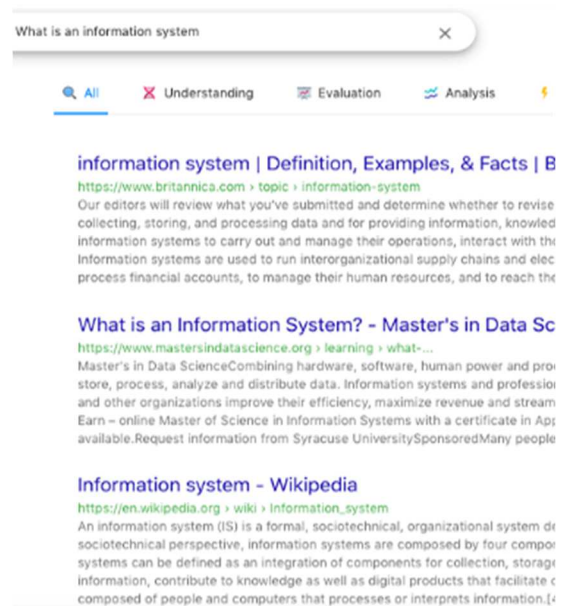 What is an information system
All Understanding Evaluation Analysis
information system | Definition, Examples, & Facts | B
https://www.britannica.com › topic › information-system
Our editors will review what you've submitted and determine whether to revise
collecting, storing, and processing data and for providing information, knowled
information systems to carry out and manage their operations, interact with the
Information systems are used to run interorganizational supply chains and elec
process financial accounts, to manage their human resources, and to reach the
What is an Information System? - Master's in Data Sc
https://www.mastersindatascience.org › learning › what-...
Master's in Data ScienceCombining hardware, software, human power and pro
store, process, analyze and distribute data. Information systems and profession
and other organizations improve their efficiency, maximize revenue and stream
Earn – online Master of Science in Information Systems with a certificate in App
available.Request information from Syracuse UniversitySponsoredMany people
Information system - Wikipedia
https://en.wikipedia.org › wiki › Information_system
An information system (IS) is a formal, sociotechnical, organizational system de
sociotechnical perspective, information systems are composed by four compon
systems can be defined as an integration of components for collection, storage
information, contribute to knowledge as well as digital products that facilitate d
composed of people and computers that processes or interprets information.[4